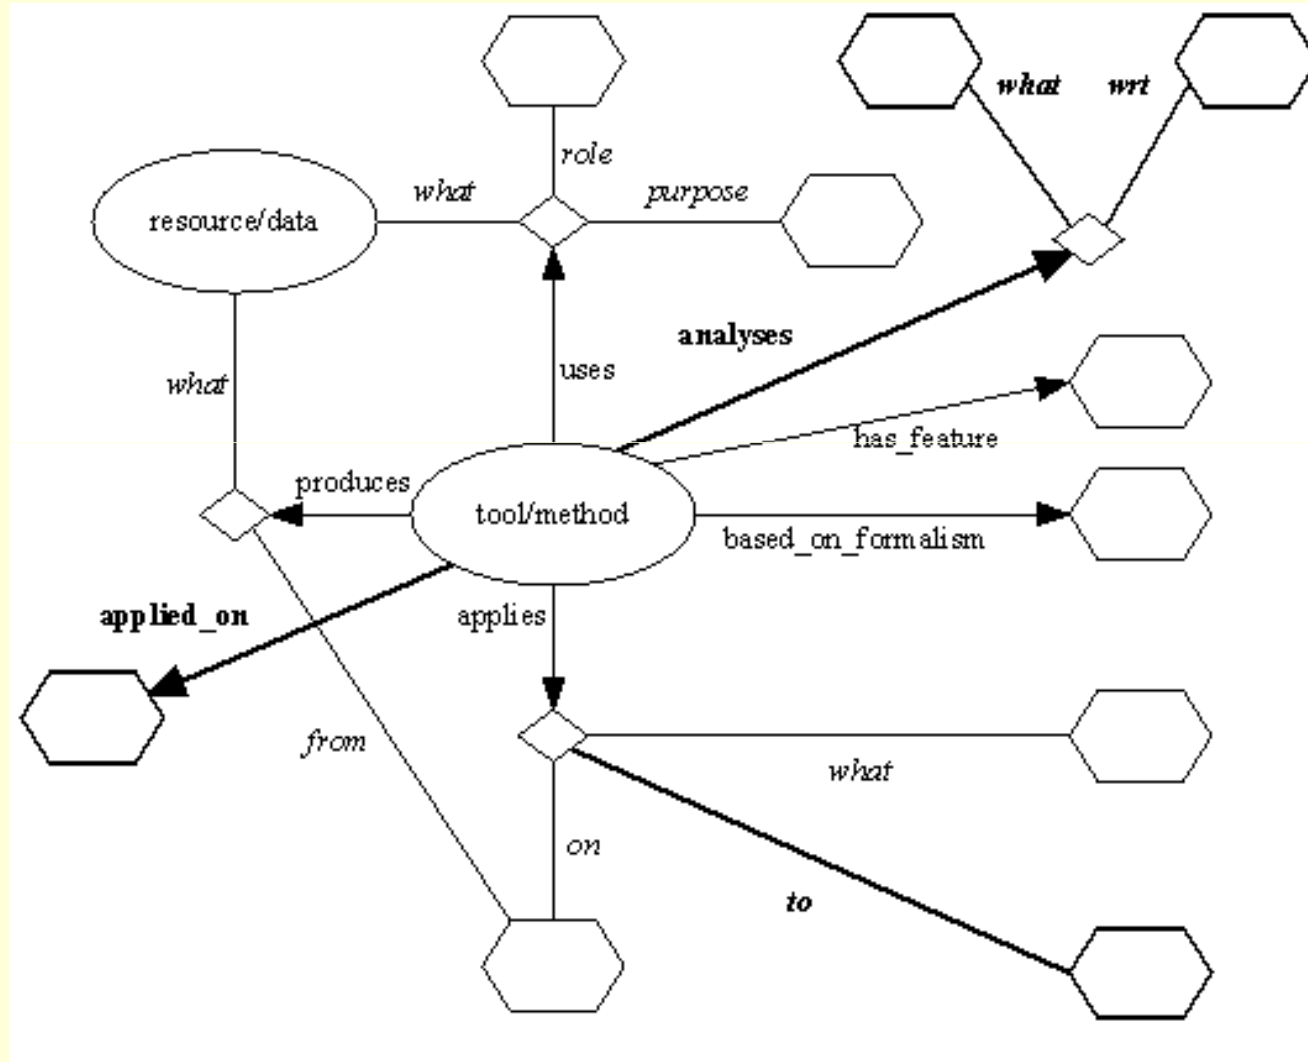 what
wrt
role
what
purpose
resource/data
analyses
uses
what
has_feature
produces
tool/method
based_on_formalism
applied_on
applies
from
what
on
to